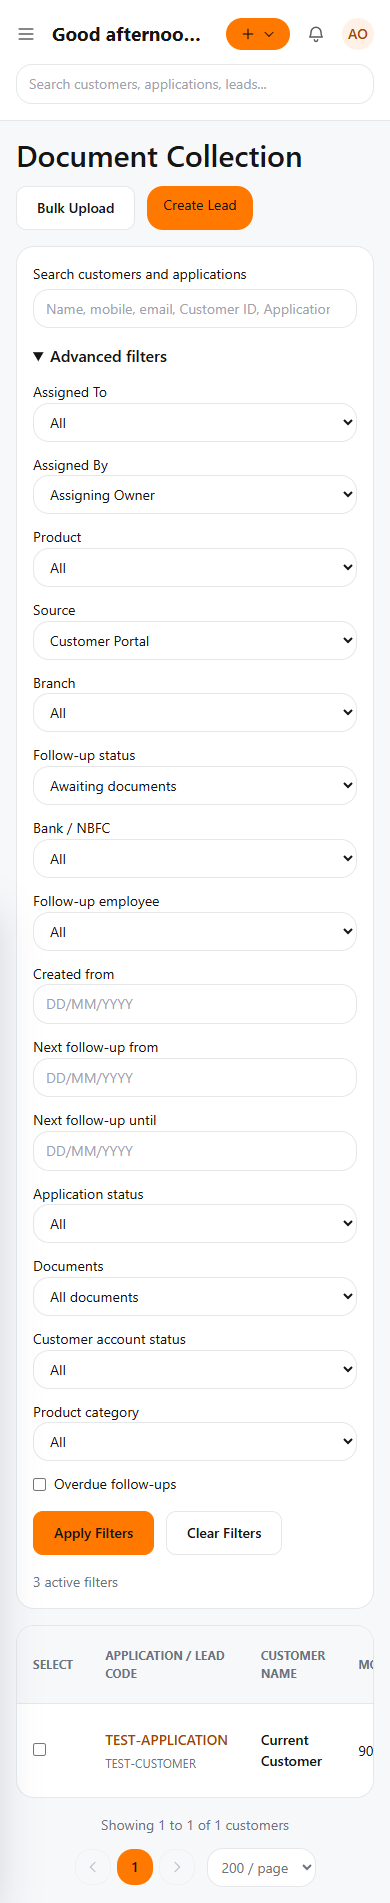 Good afternoo...
AO
Search customers, applications, leads...
Document Collection
Bulk Upload
Create Lead
Search customers and applications
Name, mobile, email, Customer ID, Application
▼ Advanced filters
Assigned To
All
Assigned By
Assigning Owner
Product
All
Source
Customer Portal
Branch
All
Follow-up status
Awaiting documents
Bank / NBFC
All
Follow-up employee
All
Created from
DD/MM/YYYY
Next follow-up from
DD/MM/YYYY
Next follow-up until
DD/MM/YYYY
Application status
All
Documents
All documents
Customer account status
All
Product category
All
Overdue follow-ups
Apply Filters
Clear Filters
3 active filters
SELECT
APPLICATION / LEAD
CODE
CUSTOMER
NAME
TEST-APPLICATION
TEST-CUSTOMER
Current
Customer
90
Showing 1 to 1 of 1 customers
1
200 / page